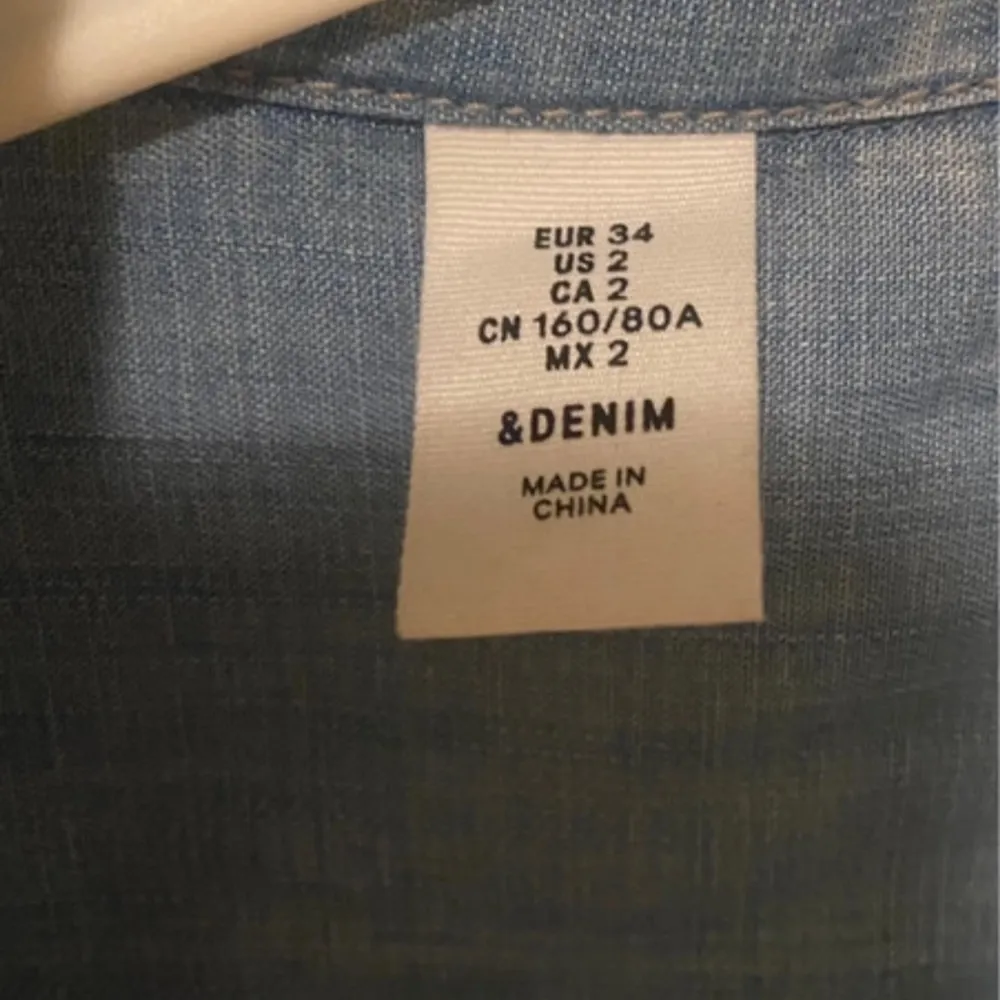 EUR 34
US 2
CA 2
CN 160/80A
MX 2
&DENIM
MADE IN
CHINA